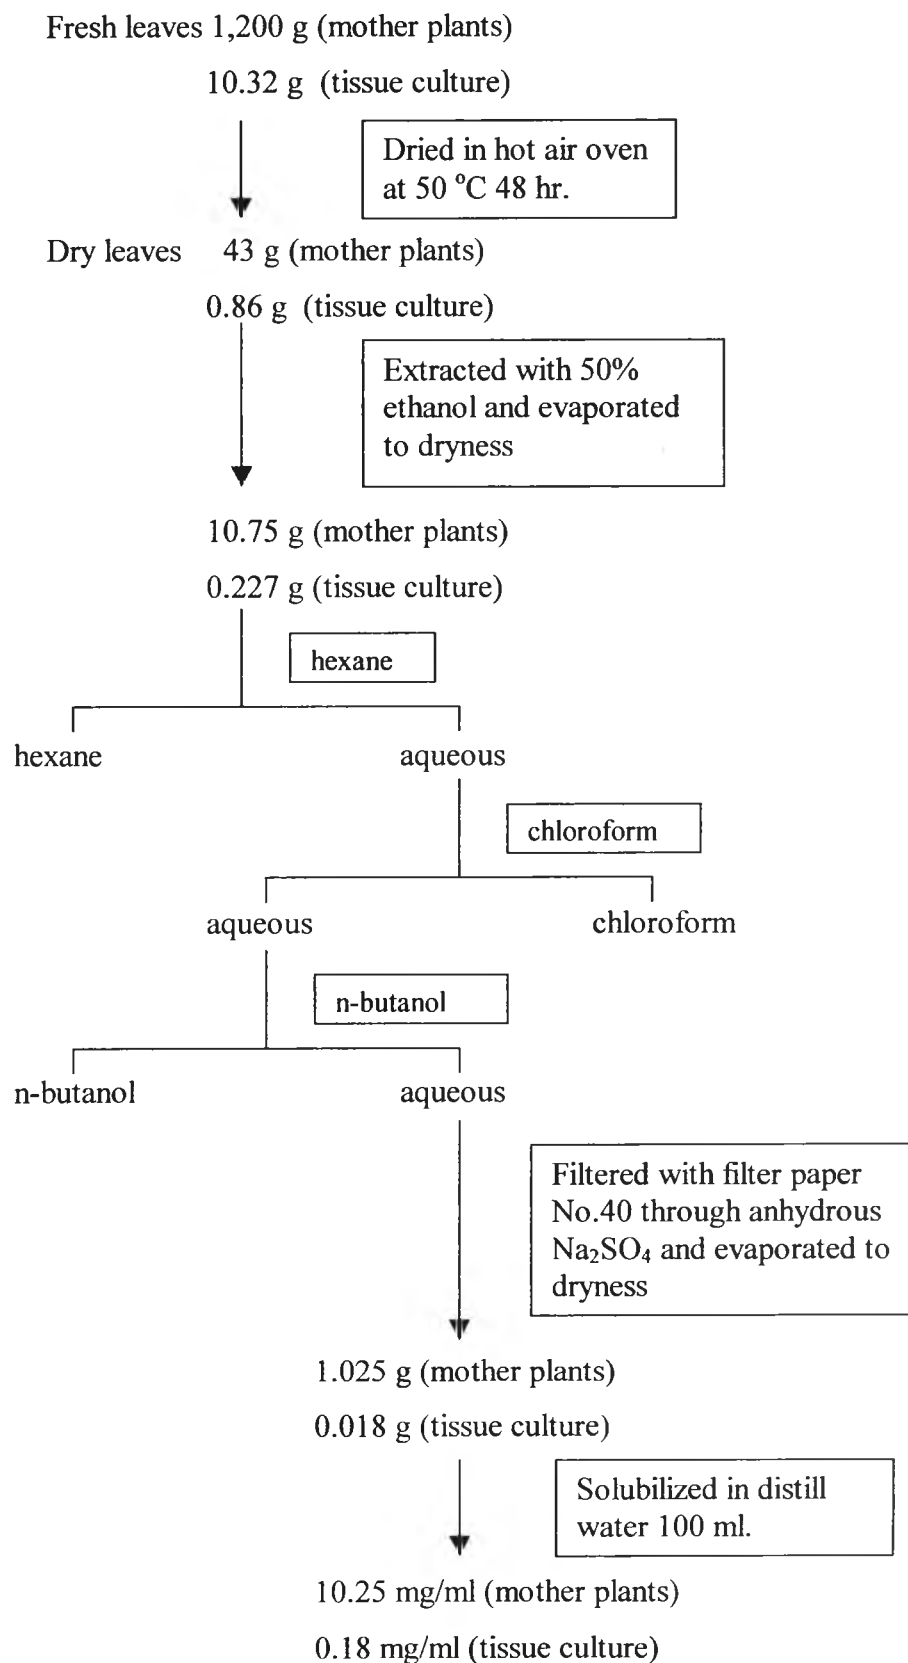 Fresh leaves 1,200 g (mother plants)
10.32 g (tissue culture)
Dried in hot air oven
at 50 °C 48 hr.
Dry leaves 43 g (mother plants)
0.86 g (tissue culture)
Extracted with 50%
ethanol and evaporated
to dryness
10.75 g (mother plants)
0.227 g (tissue culture)
hexane
hexane aqueous
chloroform
aqueous chloroform
n-butanol
n-butanol aqueous
Filtered with filter paper
No.40 through anhydrous
Na₂SO₄ and evaporated to
dryness
1.025 g (mother plants)
0.018 g (tissue culture)
Solubilized in distill
water 100 ml.
10.25 mg/ml (mother plants)
0.18 mg/ml (tissue culture)